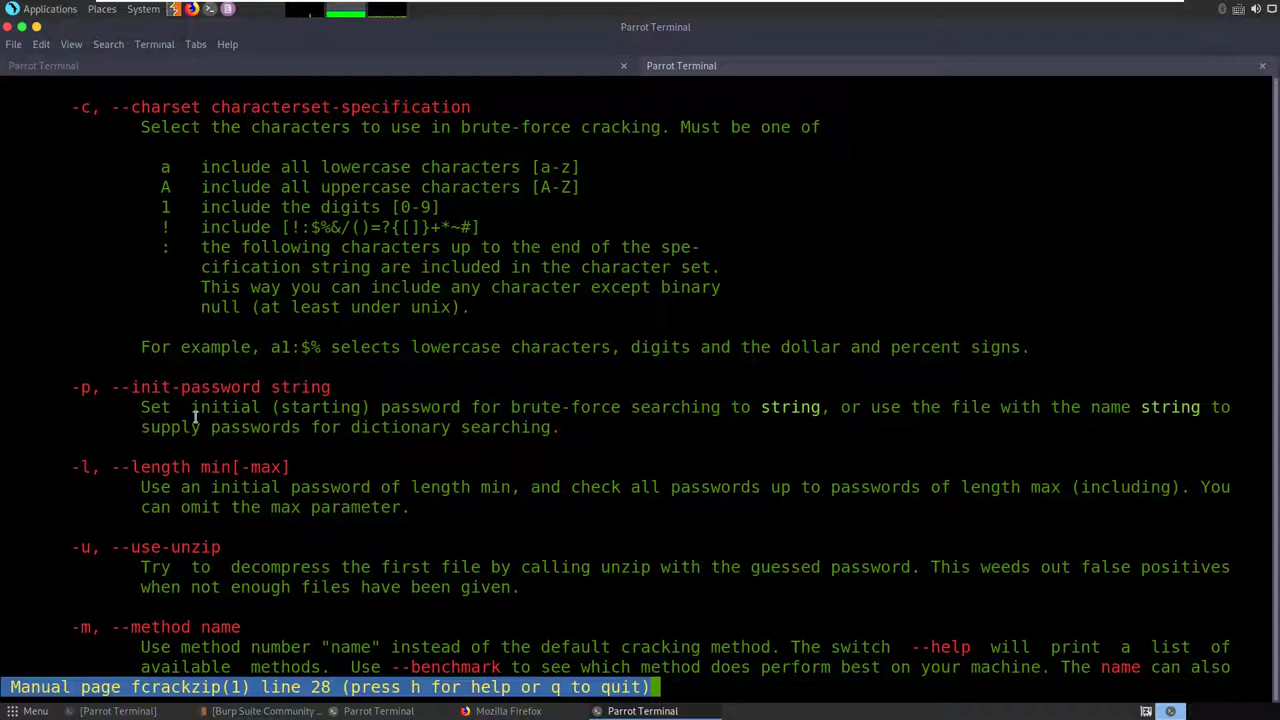 Applications Places System
Parrot Terminal
File Edit View Search Terminal Tabs Help
Parrot Terminal × Parrot Terminal ×
-c, --charset characterset-specification
Select the characters to use in brute-force cracking. Must be one of
a include all lowercase characters [a-z]
A include all uppercase characters [A-Z]
1 include the digits [0-9]
! include [!:$%&/()=?{[]}+*~#]
: the following characters up to the end of the spe-
cification string are included in the character set.
This way you can include any character except binary
null (at least under unix).
For example, a1:$% selects lowercase characters, digits and the dollar and percent signs.
-p, --init-password string
Set initial (starting) password for brute-force searching to string, or use the file with the name string to
supply passwords for dictionary searching.
-l, --length min[-max]
Use an initial password of length min, and check all passwords up to passwords of length max (including). You
can omit the max parameter.
-u, --use-unzip
Try to decompress the first file by calling unzip with the guessed password. This weeds out false positives
when not enough files have been given.
-m, --method name
Use method number "name" instead of the default cracking method. The switch --help will print a list of
available methods. Use --benchmark to see which method does perform best on your machine. The name can also
Manual page fcrackzip(1) line 28 (press h for help or q to quit)
Menu [Parrot Terminal] [Burp Suite Community ... Parrot Terminal Mozilla Firefox Parrot Terminal